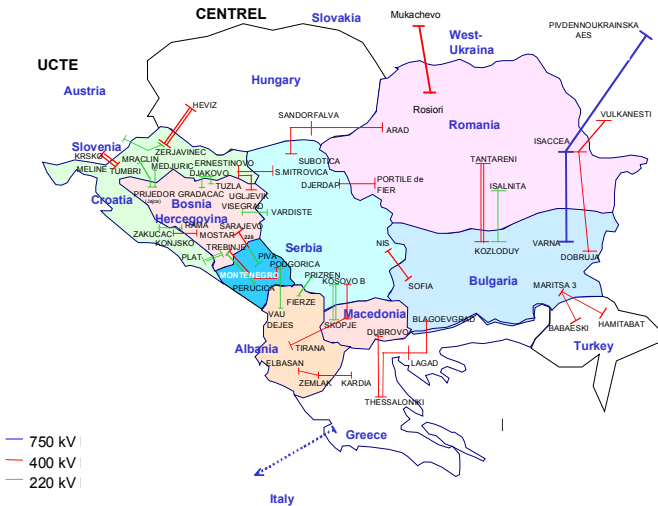 CENTREL
Slovakia
Mukachevo
West-
Ukraina
PIVDENNOUKRAINSKA
AES
UCTE
Austria
Hungary
HEVIZ
SANDORFALVA
ARAD
Rosiori
Romania
VULKANESTI
ISACCEA
Slovenia
KRSKO
MELINE
TUMBRI
MRACLIN
ZERJAVINEC
MEDJURIC
ERNESTINOVO
DJAKOVO
SUBOTICA
S.MITROVICA
DJERDAP
PORTILE de
FIER
TANTARENI
ISALNITA
Croatia
PRIJEDOR
GRADACAC
TUZLA
UGLJEVIK
VISEGRAD
VARDISTE
Bosnia
Hercegovina
RAMA
ZAKUCAC
KONJSKO
MOSTAR
SARAJEVO
220
TREBINJE
PLAT
Serbia
NIS
SOFIA
KOZLODUY
VARNA
DOBRUJA
Bulgaria
PIVA
PODGORICA
MONTENEGRO
PERUCICA
PRIZREN
KOSOVO B
FIERZE
VAU
DEJES
SKOPJE
Macedonia
DUBROVO
BLAGOEVGRAD
MARITSA 3
BABAESKI
HAMITABAT
Turkey
Albania
TIRANA
ELBASAN
ZEMLAK
KARDIA
LAGAD
THESSALONIKI
Greece
Italy
750 kV
400 kV
220 kV